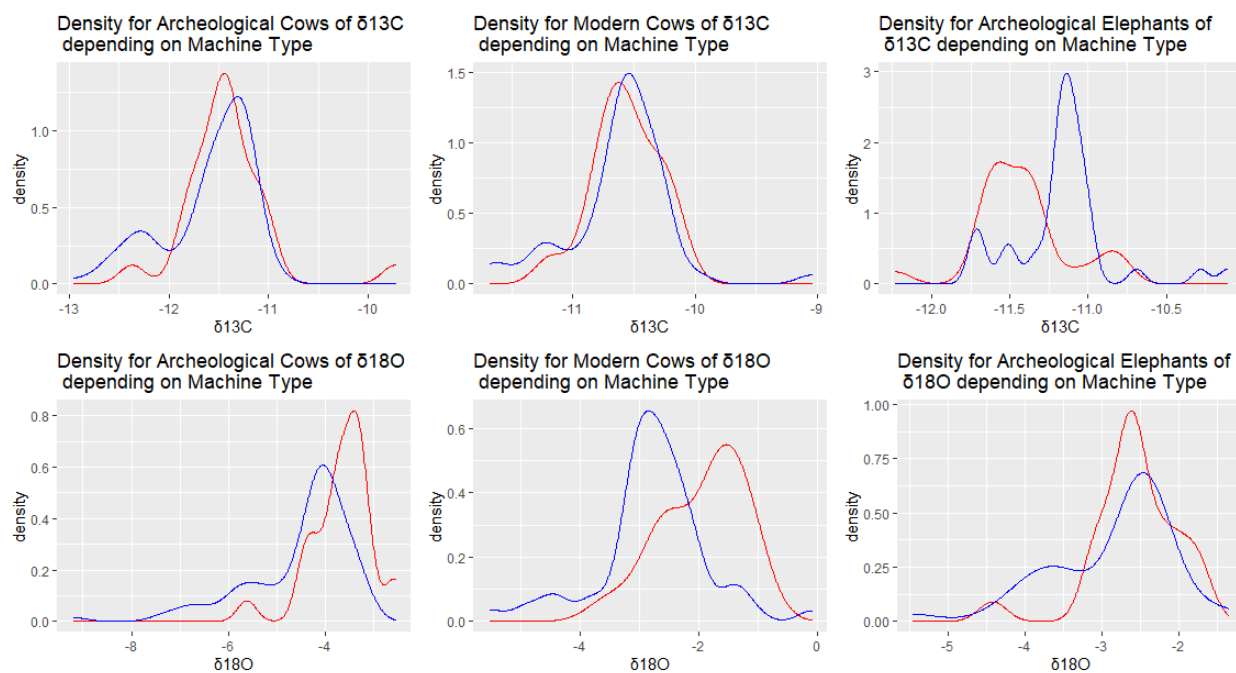 Density for Archeological Cows of δ13C
depending on Machine Type
1.0
0.5
0.0
density
-13
-12
-11
-10
δ13C
Density for Modern Cows of δ13C
depending on Machine Type
1.5
1.0
0.5
0.0
density
-11
-10
-9
δ13C
Density for Archeological Elephants of
δ13C depending on Machine Type
3
2
1
0
density
-12.0
-11.5
-11.0
-10.5
δ13C
Density for Archeological Cows of δ18O
depending on Machine Type
0.8
0.6
0.4
0.2
0.0
density
-8
-6
-4
δ18O
Density for Modern Cows of δ18O
depending on Machine Type
0.6
0.4
0.2
0.0
density
-4
-2
0
δ18O
Density for Archeological Elephants of
δ18O depending on Machine Type
1.00
0.75
0.50
0.25
0.00
density
-5
-4
-3
-2
δ18O